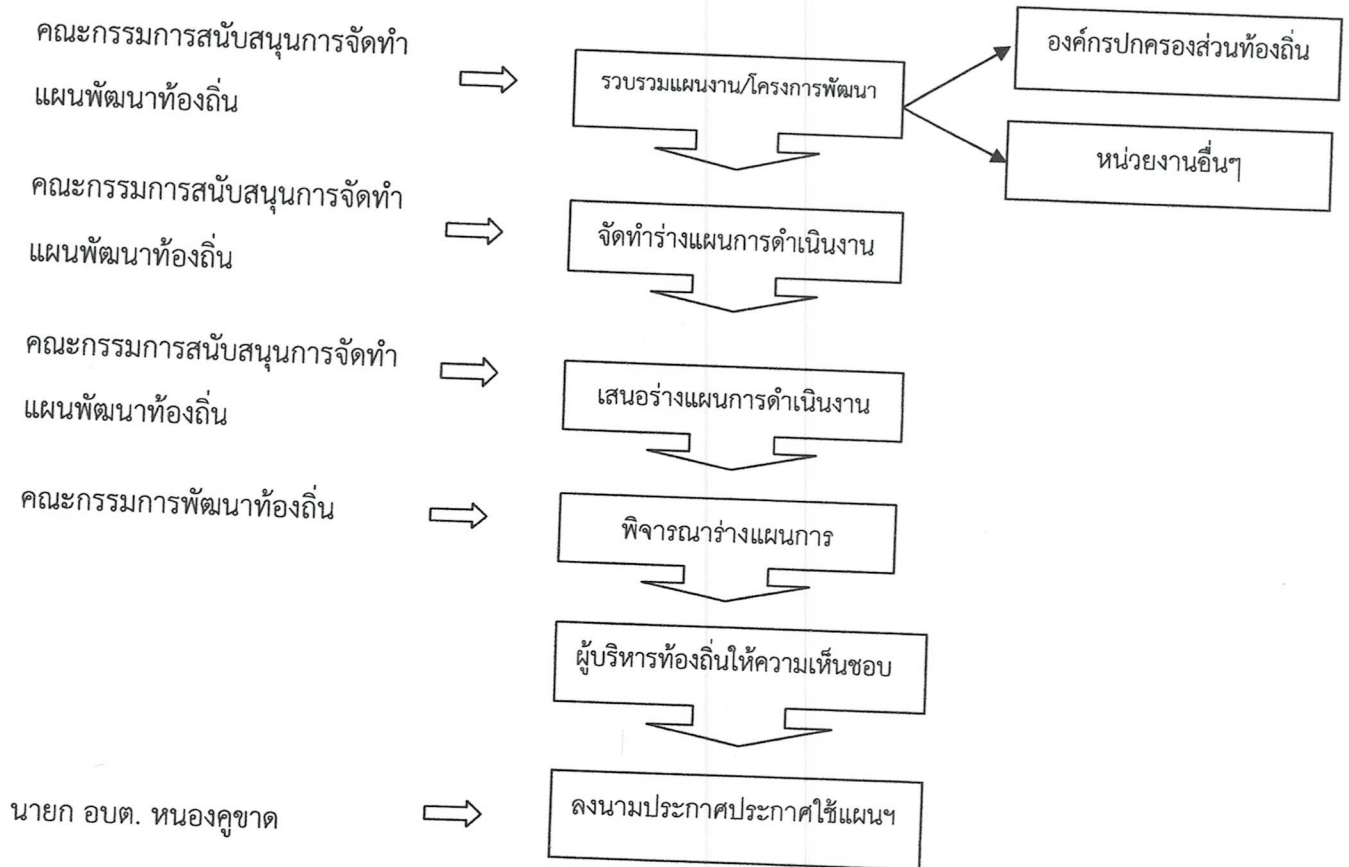 คณะกรรมการสนับสนุนการจัดทำ
แผนพัฒนาท้องถิ่น
รวบรวมแผนงาน/โครงการพัฒนา
องค์กรปกครองส่วนท้องถิ่น
หน่วยงานอื่นๆ
คณะกรรมการสนับสนุนการจัดทำ
แผนพัฒนาท้องถิ่น
จัดทำร่างแผนการดำเนินงาน
คณะกรรมการสนับสนุนการจัดทำ
แผนพัฒนาท้องถิ่น
เสนอร่างแผนการดำเนินงาน
คณะกรรมการพัฒนาท้องถิ่น
พิจารณาร่างแผนการ
ผู้บริหารท้องถิ่นให้ความเห็นชอบ
นายก อบต. หนองคูขาด
ลงนามประกาศประกาศใช้แผนฯ